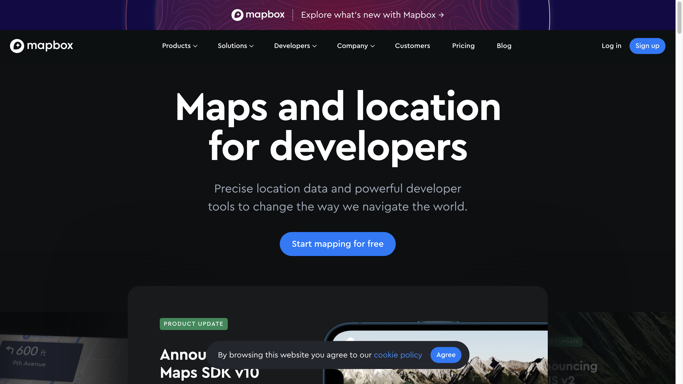 mapbox Explore what's new with Mapbox →
mapbox Products Solutions Developers Company Customers Pricing Blog Log in Sign up
Maps and location
for developers
Precise location data and powerful developer
tools to change the way we navigate the world.
Start mapping for free
PRODUCT UPDATE
600 ft
9th Avenue
Annou
Maps SDK v10
By browsing this website you agree to our cookie policy Agree
ouncing
v2